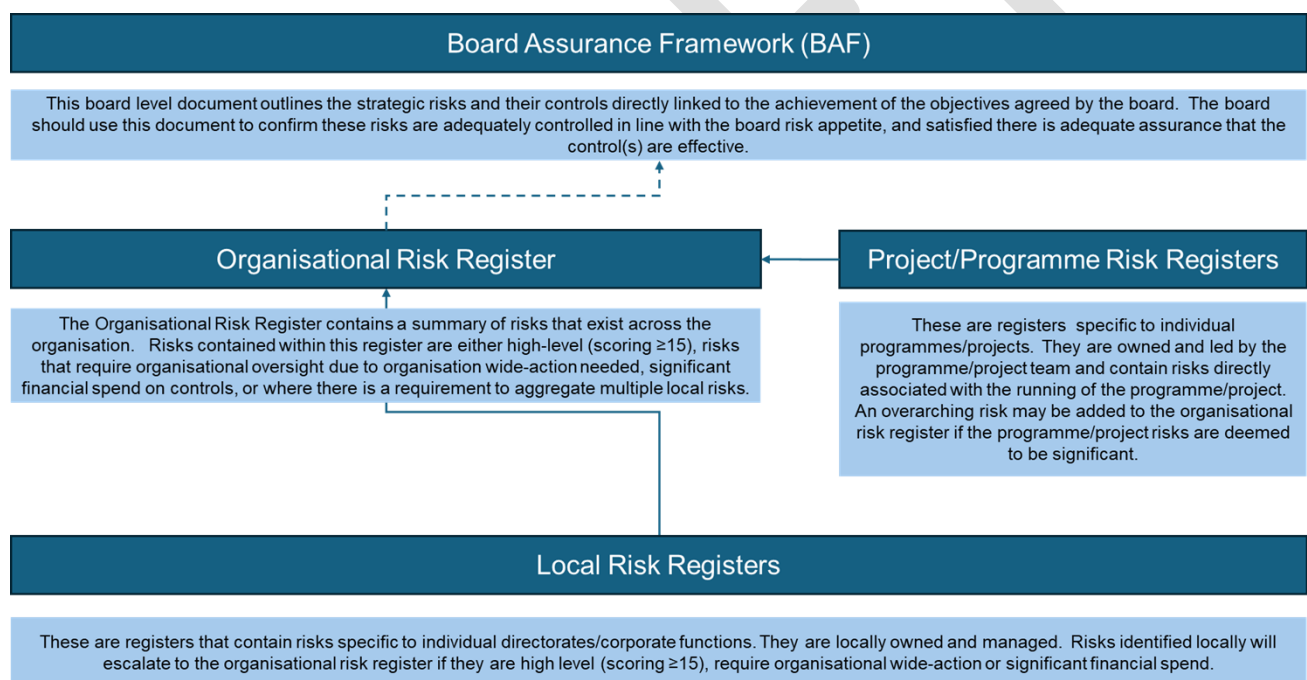 Board Assurance Framework (BAF)
This board level document outlines the strategic risks and their controls directly linked to the achievement of the objectives agreed by the board. The board
should use this document to confirm these risks are adequately controlled in line with the board risk appetite, and satisfied there is adequate assurance that the
control(s) are effective.
Organisational Risk Register
The Organisational Risk Register contains a summary of risks that exist across the
organisation. Risks contained within this register are either high-level (scoring ≥15), risks
that require organisational oversight due to organisation wide-action needed, significant
financial spend on controls, or where there is a requirement to aggregate multiple local risks.
Project/Programme Risk Registers
These are registers specific to individual
programmes/projects. They are owned and led by the
programme/project team and contain risks directly
associated with the running of the programme/project.
An overarching risk may be added to the organisational
risk register if the programme/project risks are deemed
to be significant.
Local Risk Registers
These are registers that contain risks specific to individual directorates/corporate functions. They are locally owned and managed. Risks identified locally will
escalate to the organisational risk register if they are high level (scoring ≥15), require organisational wide-action or significant financial spend.